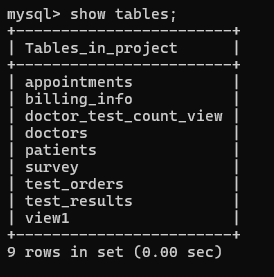 mysql> show tables;
+------------------------+
| Tables_in_project      |
+------------------------+
| appointments           |
| billing_info           |
| doctor_test_count_view |
| doctors                |
| patients               |
| survey                 |
| test_orders            |
| test_results           |
| view1                  |
+------------------------+
9 rows in set (0.00 sec)